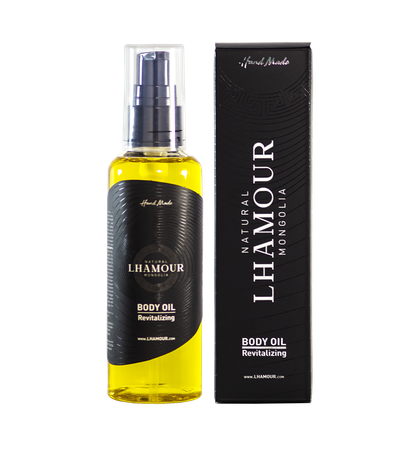 Hand Made
NATURAL
LHAMOUR
MONGOLIA
BODY OIL
Revitalizing
www.LHAMOUR.com
Hand Made
NATURAL
LHAMOUR
MONGOLIA
BODY OIL
Revitalizing
www.LHAMOUR.com